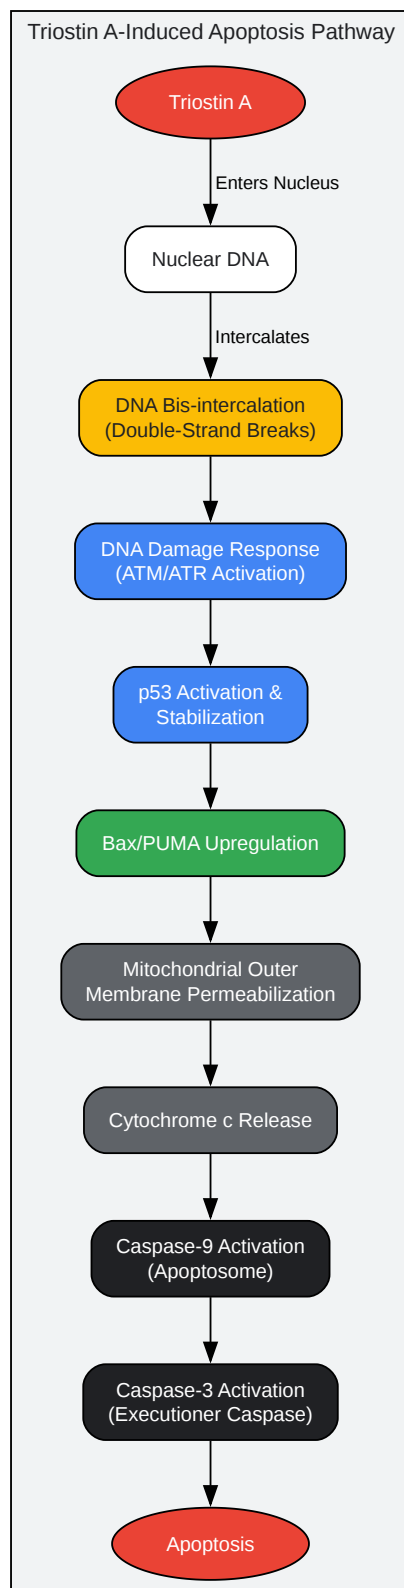 Triostin A-Induced Apoptosis Pathway
Triostin A
Enters Nucleus
Nuclear DNA
Intercalates
DNA Bis-intercalation
(Double-Strand Breaks)
DNA Damage Response
(ATM/ATR Activation)
p53 Activation &
Stabilization
Bax/PUMA Upregulation
Mitochondrial Outer
Membrane Permeabilization
Cytochrome c Release
Caspase-9 Activation
(Apoptosome)
Caspase-3 Activation
(Executioner Caspase)
Apoptosis